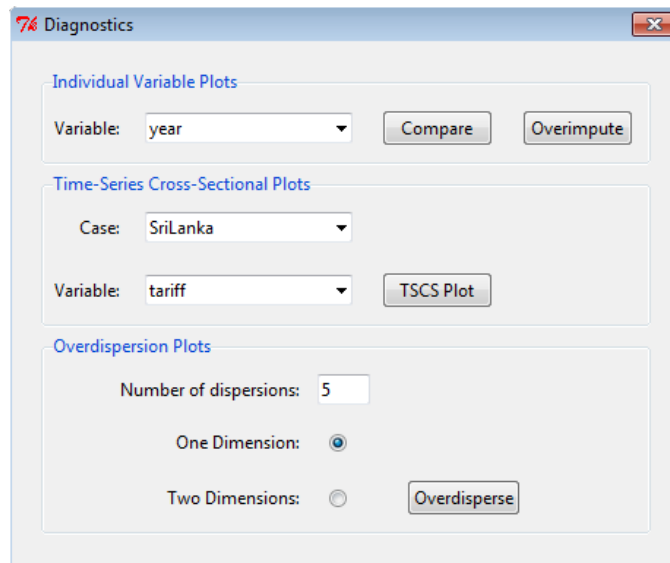 7% Diagnostics
Individual Variable Plots
Variable: year Compare Overimpute
Time-Series Cross-Sectional Plots
Case: SriLanka
Variable: tariff TSCS Plot
Overdispersion Plots
Number of dispersions: 5
One Dimension:
Two Dimensions: Overdisperse